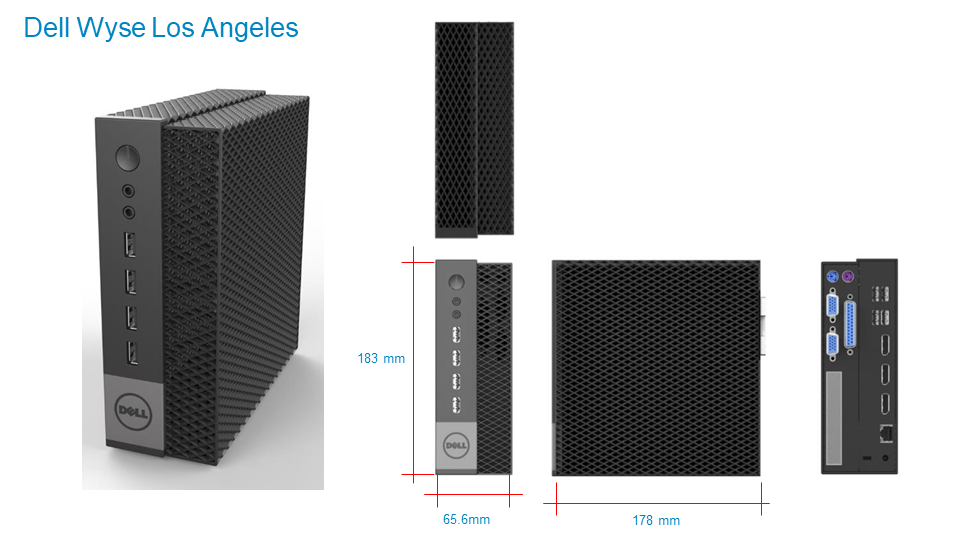 Dell Wyse Los Angeles
DELL
183 mm
DELL
65.6mm
178 mm